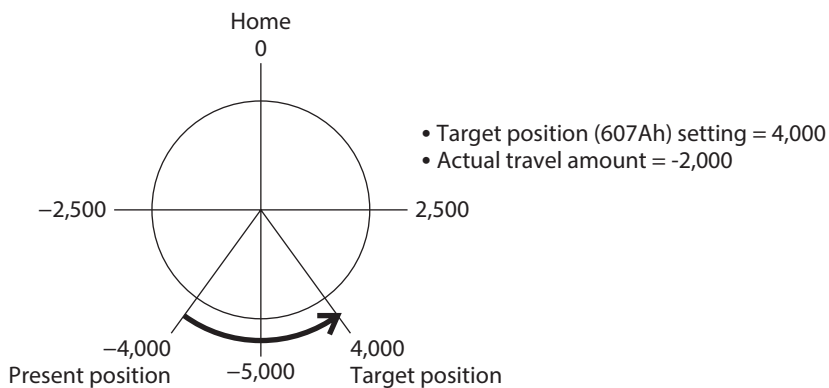 Home
0
• Target position (607Ah) setting = 4,000
• Actual travel amount = -2,000
−2,500
2,500
−4,000
Present position
−5,000
4,000
Target position